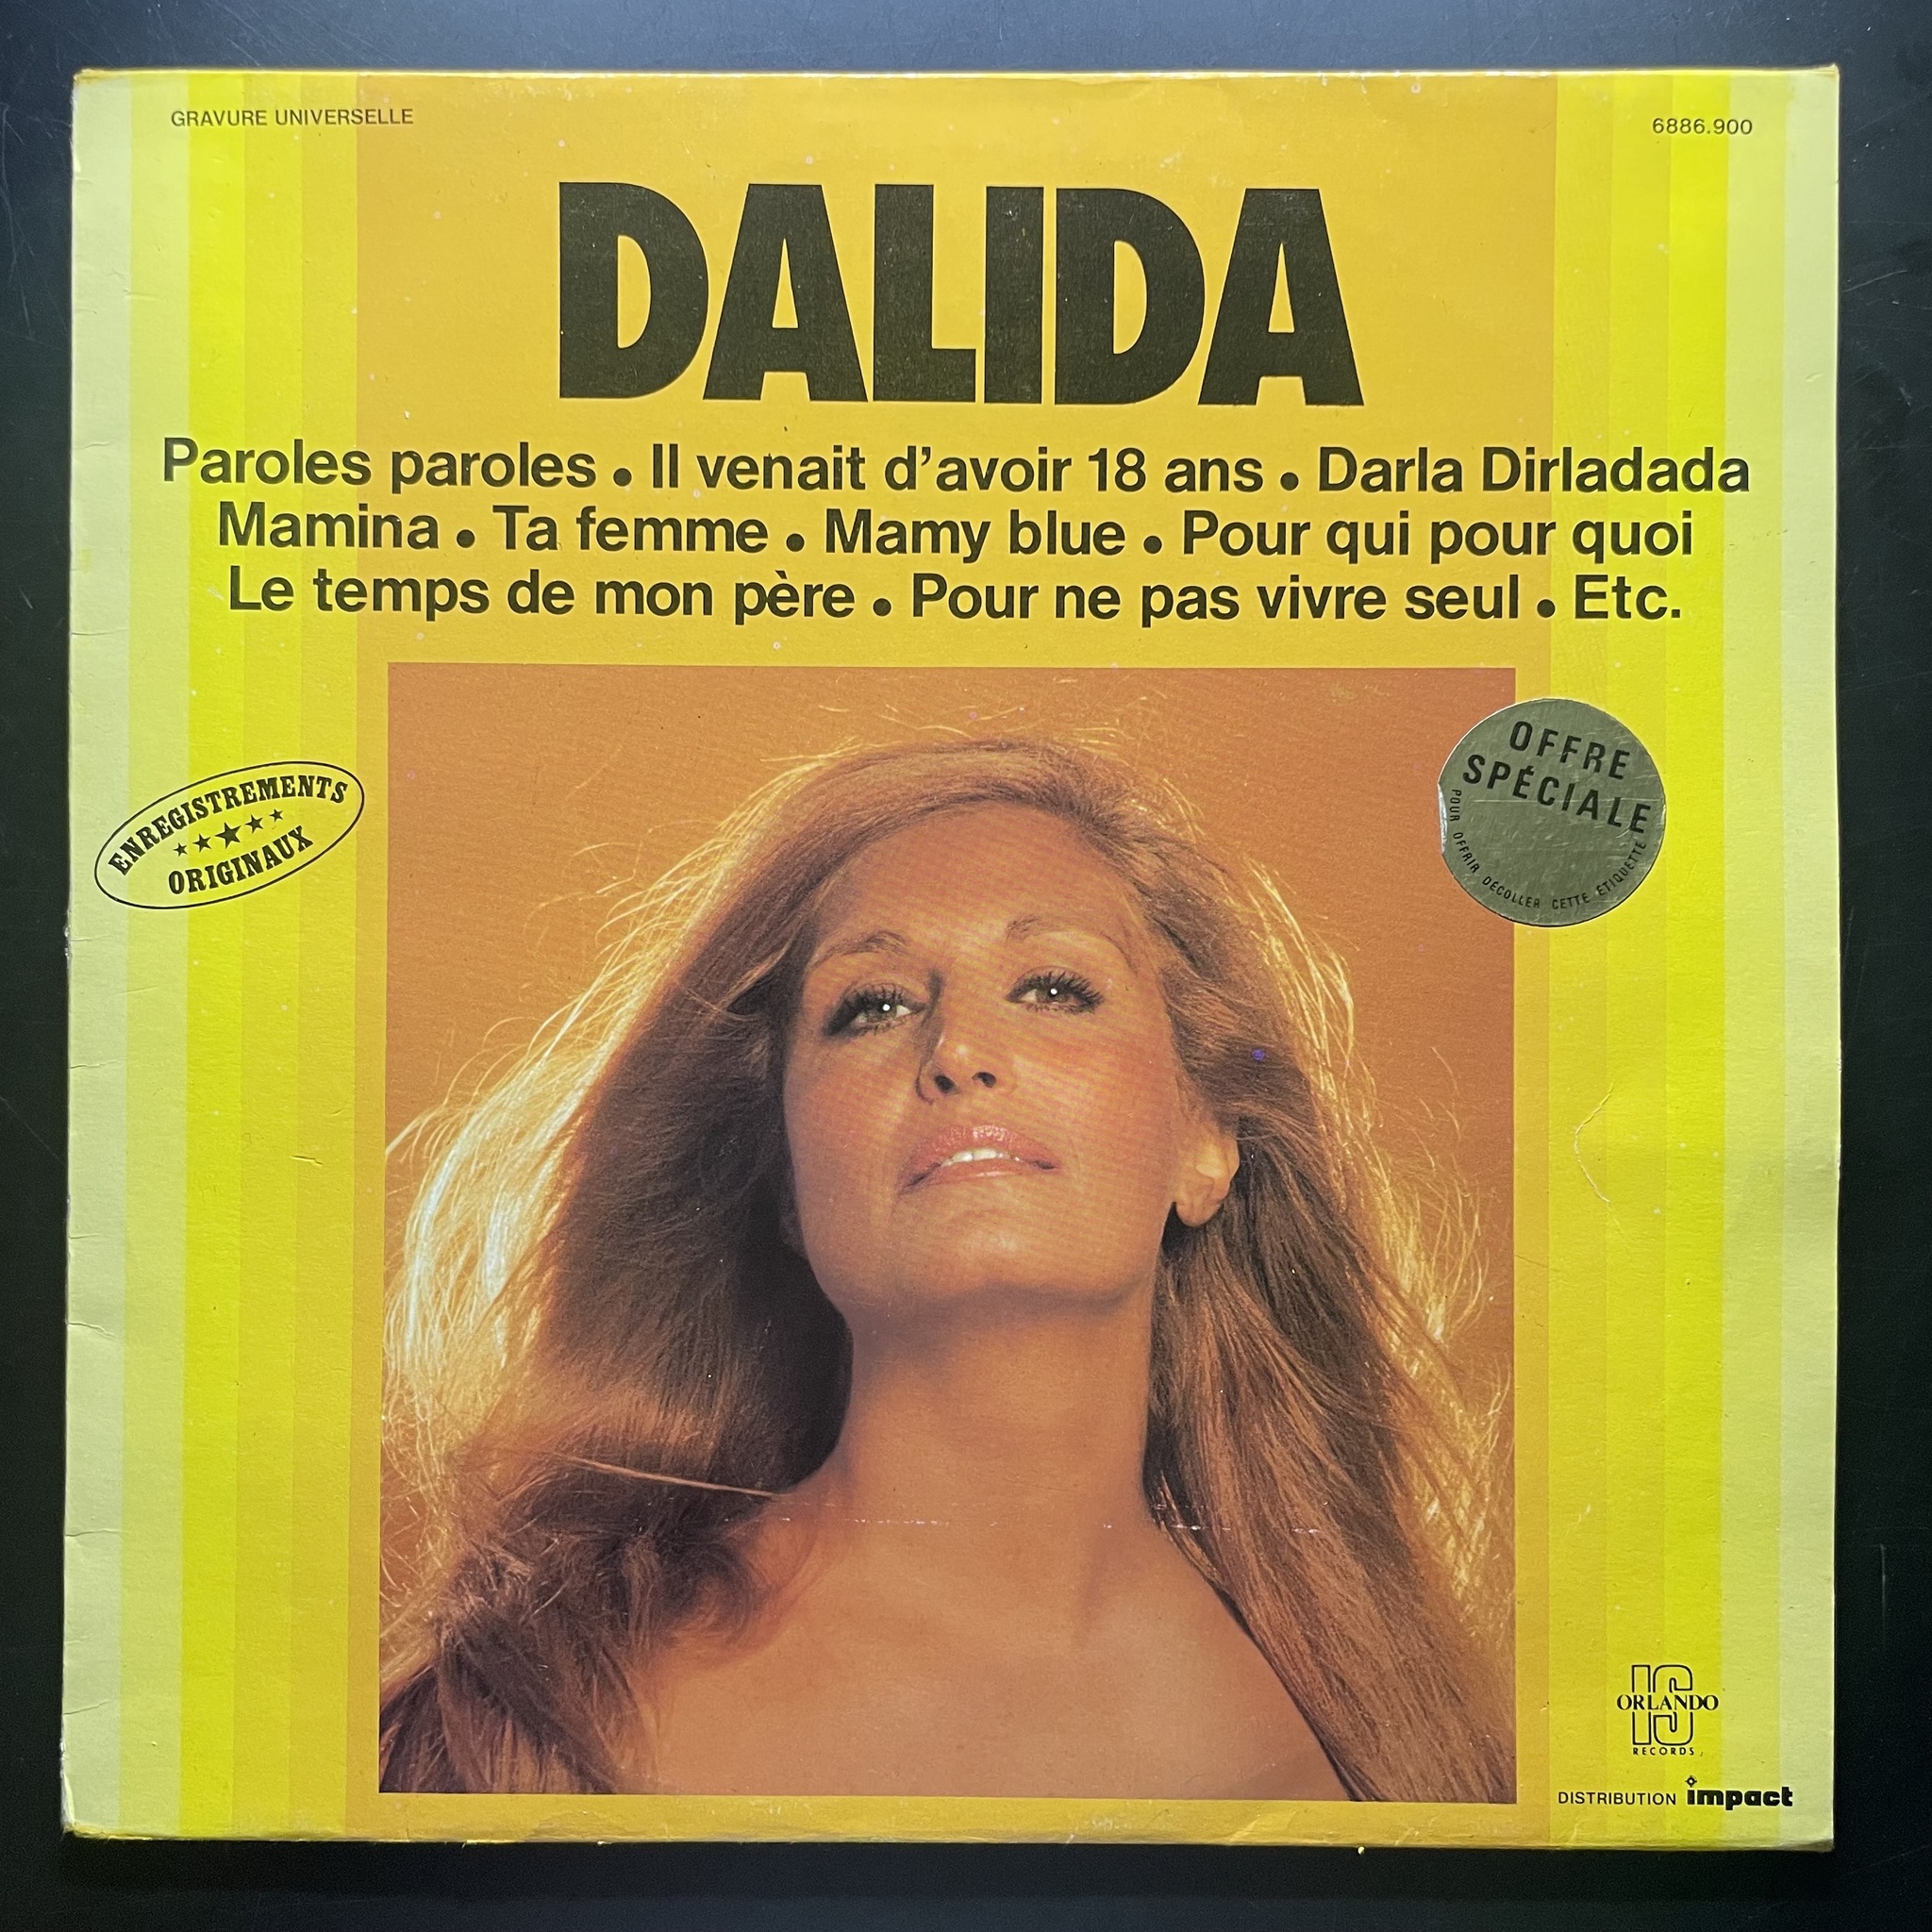 GRAVURE UNIVERSELLE
6886.900
DALIDA
Paroles paroles • Il venait d'avoir 18 ans • Darla Dirladada
Mamina • Ta femme • Mamy blue • Pour qui pour quoi
Le temps de mon père • Pour ne pas vivre seul • Etc.
ENREGISTREMENTS
ORIGINAUX
OFFRE
SPÉCIALE
POUR OFFRIR DÉCOLLER CETTE ÉTIQUETTE
IS
ORLANDO
RECORDS
DISTRIBUTION impact